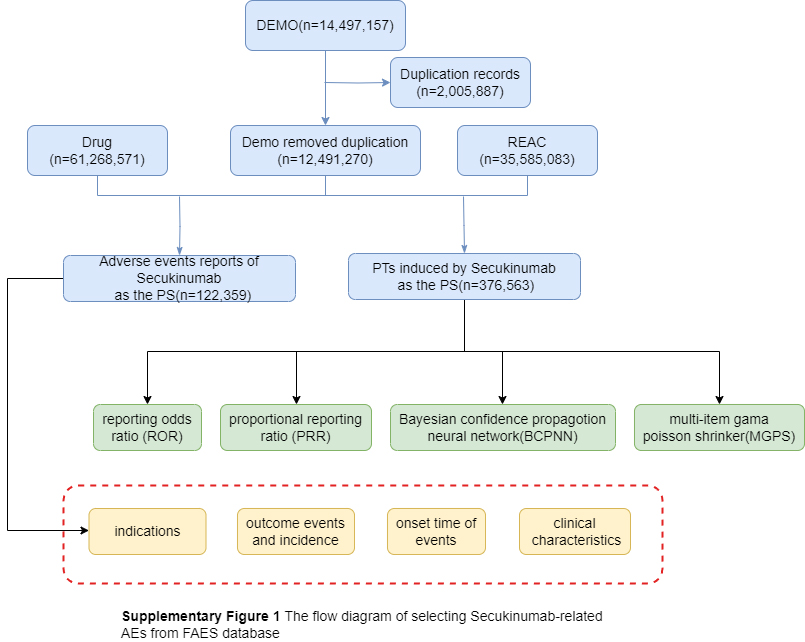 DEMO(n=14,497,157)
Duplication records
(n=2,005,887)
Drug
(n=61,268,571)
Demo removed duplication
(n=12,491,270)
REAC
(n=35,585,083)
Adverse events reports of
Secukinumab
as the PS(n=122,359)
PTs induced by Secukinumab
as the PS(n=376,563)
reporting odds
ratio (ROR)
proportional reporting
ratio (PRR)
Bayesian confidence propagotion
neural network(BCPNN)
multi-item gama
poisson shrinker(MGPS)
indications
outcome events
and incidence
onset time of
events
clinical
characteristics
Supplementary Figure 1 The flow diagram of selecting Secukinumab-related
AEs from FAES database